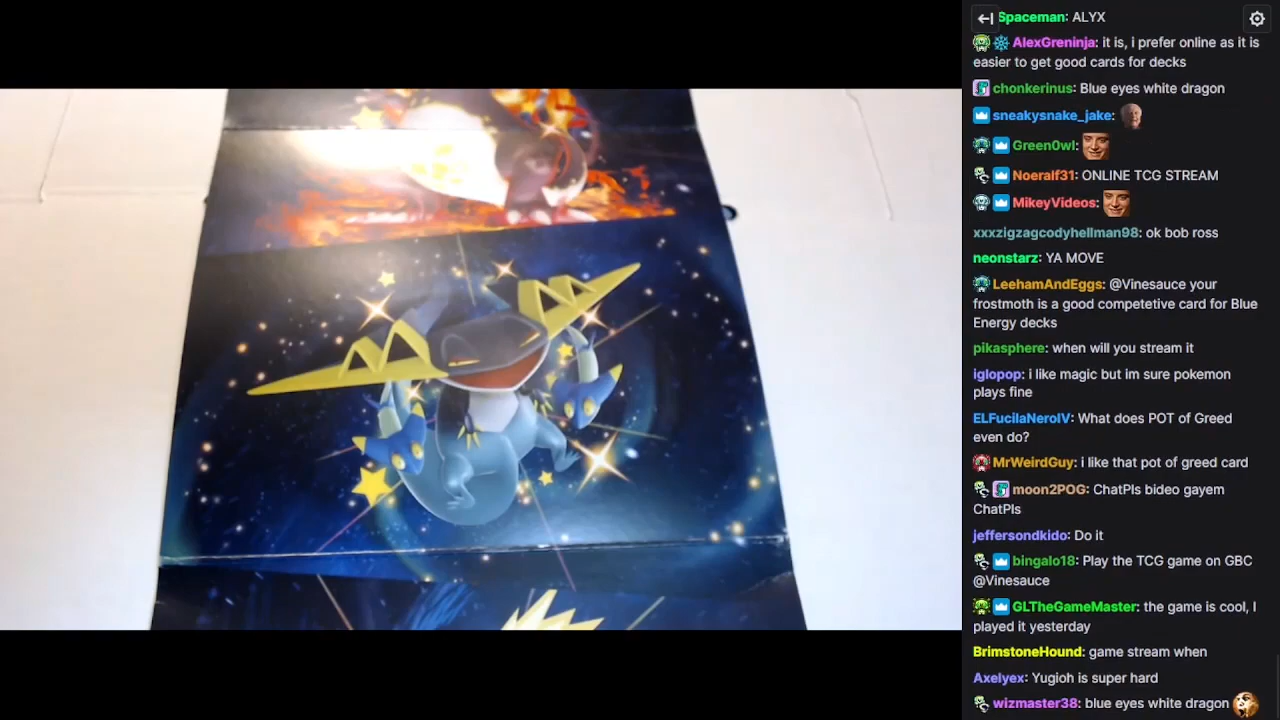 Spaceman: ALYX
AlexGreninja: it is, i prefer online as it is
easier to get good cards for decks
chonkerinus: Blue eyes white dragon
sneakysnake_jake:
Green0wl:
Noeralf31: ONLINE TCG STREAM
MikeyVideos:
xxxzigzagcodyhellman98: ok bob ross
neonstarz: YA MOVE
LeehamAndEggs: @Vinesauce your
frostmoth is a good competetive card for Blue
Energy decks
pikasphere: when will you stream it
iglopop: i like magic but im sure pokemon
plays fine
ELFucilaNeroIV: What does POT of Greed
even do?
MrWeirdGuy: i like that pot of greed card
moon2POG: ChatPls bideo gayem
ChatPls
jeffersondkido: Do it
bingalo18: Play the TCG game on GBC
@Vinesauce
GLTheGameMaster: the game is cool, I
played it yesterday
BrimstoneHound: game stream when
Axelyex: Yugioh is super hard
wizmaster38: blue eyes white dragon